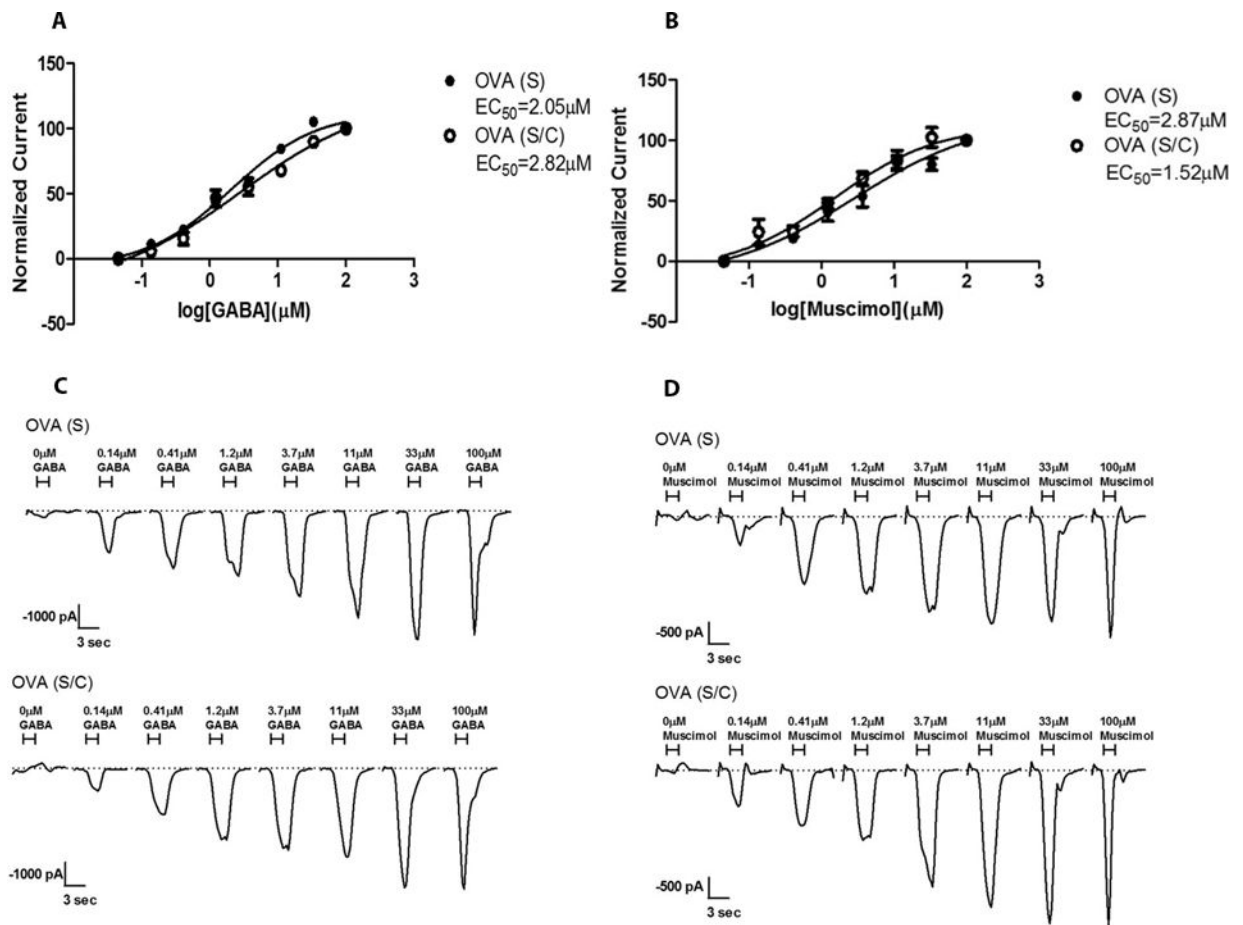 A
150
100
50
0
-50
Normalized Current
-1
0
1
2
3
log[GABA](μM)
OVA (S)
EC50=2.05μM
OVA (S/C)
EC50=2.82μM
B
150
100
50
0
-50
Normalized Current
-1
0
1
2
3
log[Muscimol](μM)
OVA (S)
EC50=2.87μM
OVA (S/C)
EC50=1.52μM
C
OVA (S)
0μM 0.14μM 0.41μM 1.2μM 3.7μM 11μM 33μM 100μM
GABA GABA GABA GABA GABA GABA GABA GABA
-1000 pA
3 sec
OVA (S/C)
0μM 0.14μM 0.41μM 1.2μM 3.7μM 11μM 33μM 100μM
GABA GABA GABA GABA GABA GABA GABA GABA
-1000 pA
3 sec
D
OVA (S)
0μM 0.14μM 0.41μM 1.2μM 3.7μM 11μM 33μM 100μM
Muscimol Muscimol Muscimol Muscimol Muscimol Muscimol Muscimol Muscimol
-500 pA
3 sec
OVA (S/C)
0μM 0.14μM 0.41μM 1.2μM 3.7μM 11μM 33μM 100μM
Muscimol Muscimol Muscimol Muscimol Muscimol Muscimol Muscimol Muscimol
-500 pA
3 sec